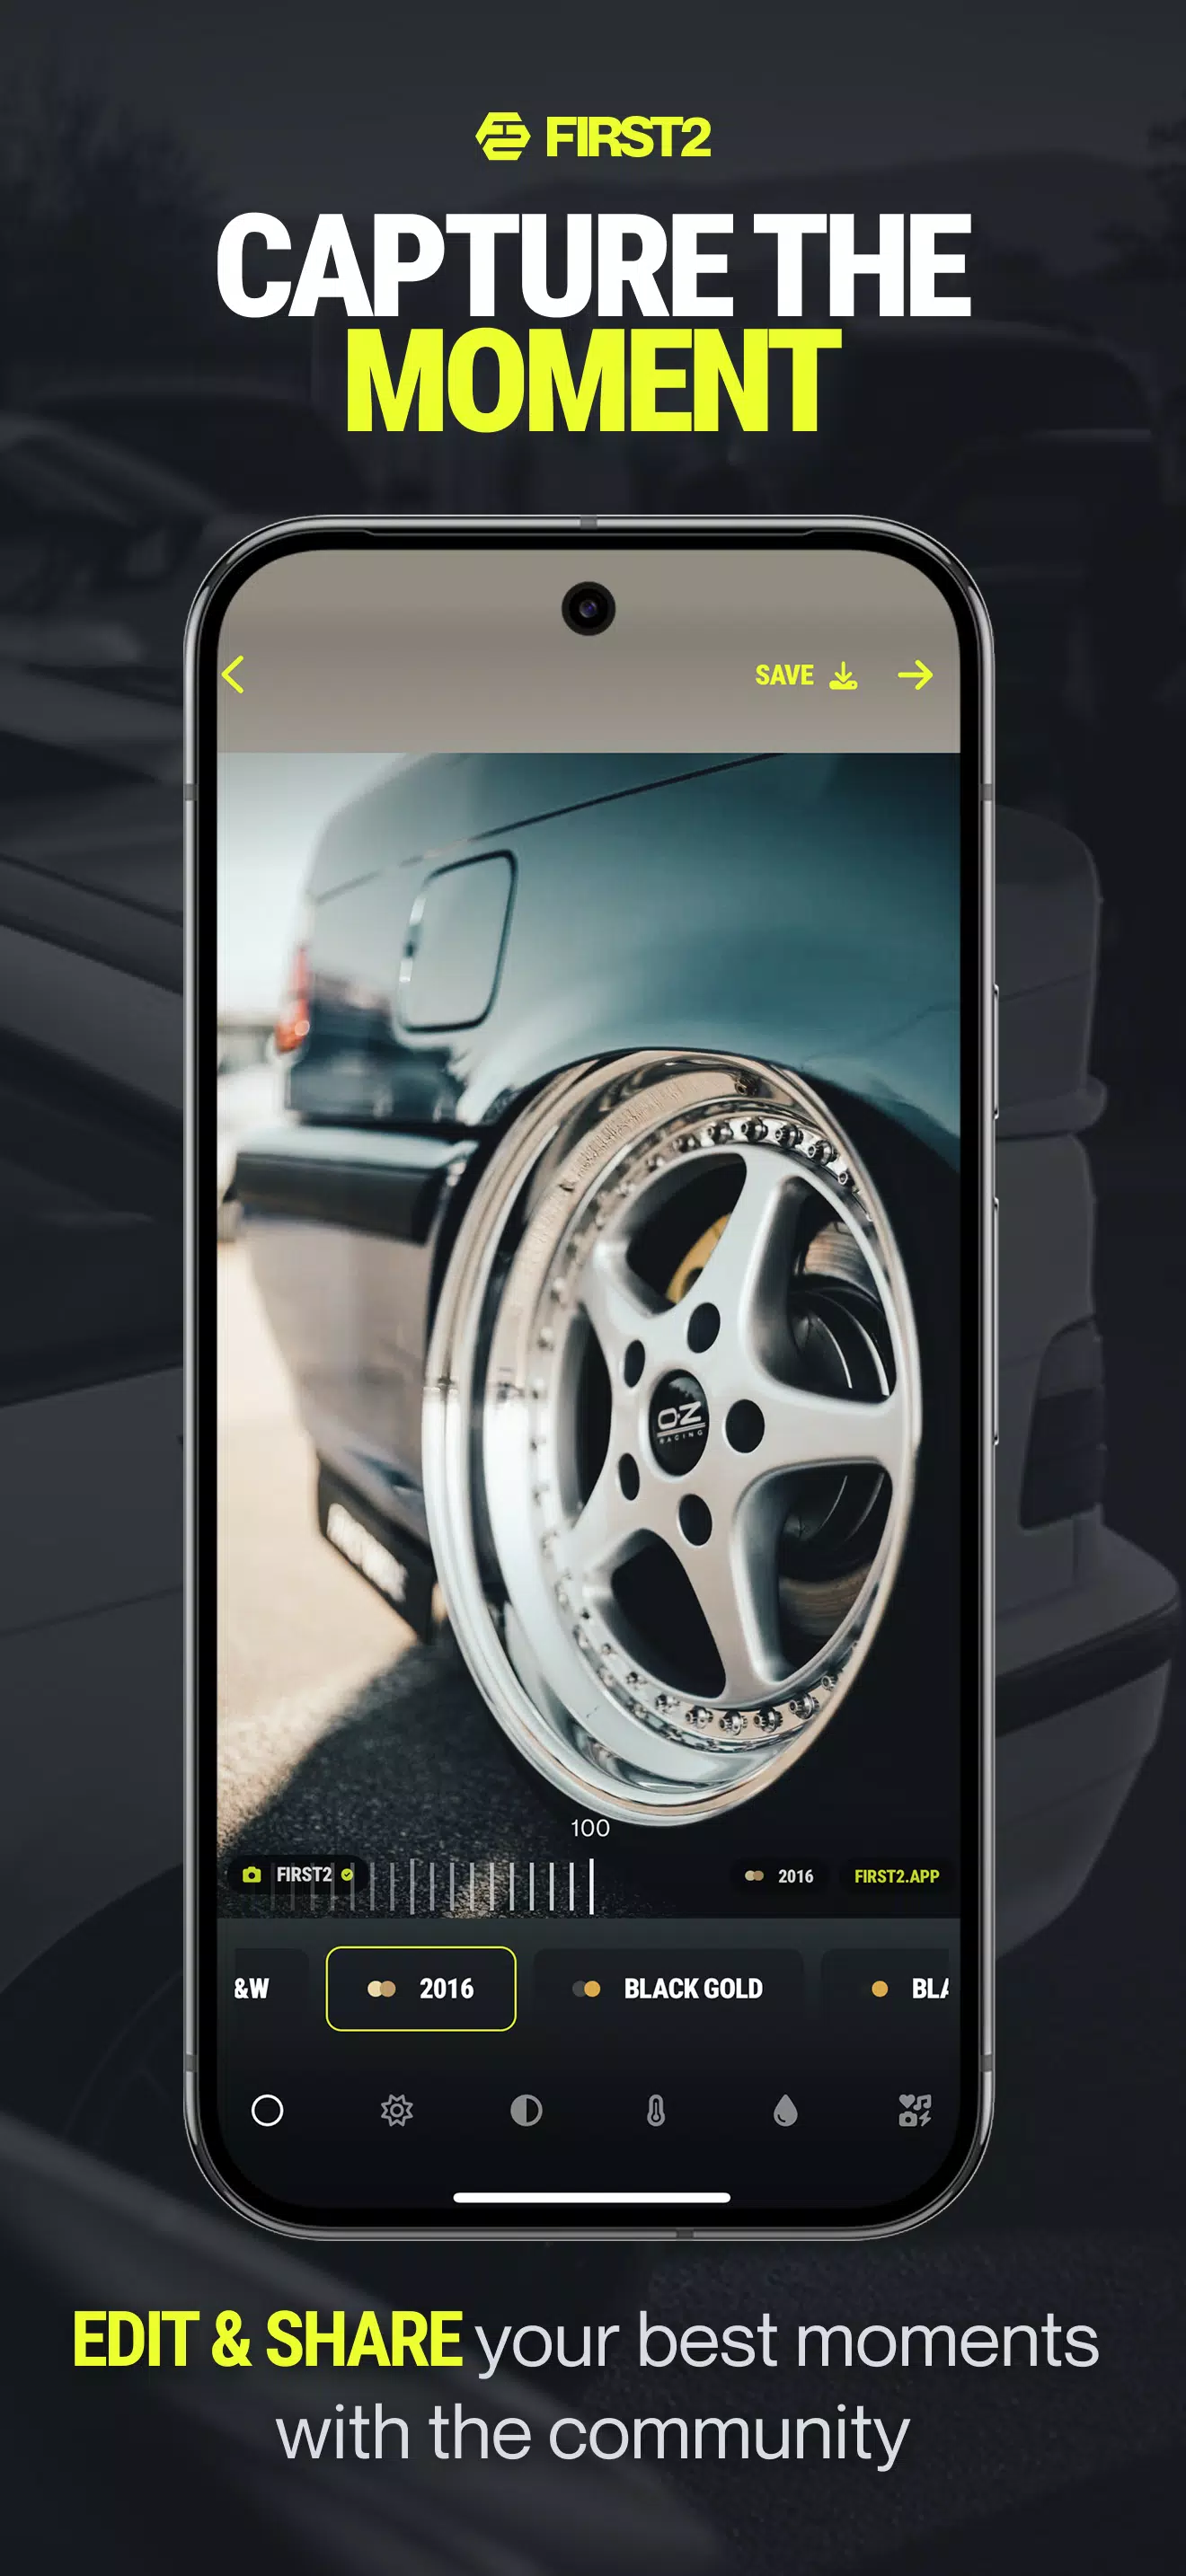 FIRST2
CAPTURE THE
MOMENT
SAVE
OZ
RACING
100
FIRST2
2016
FIRST2.APP
&W
2016
BLACK GOLD
BLA
EDIT & SHARE your best moments
with the community